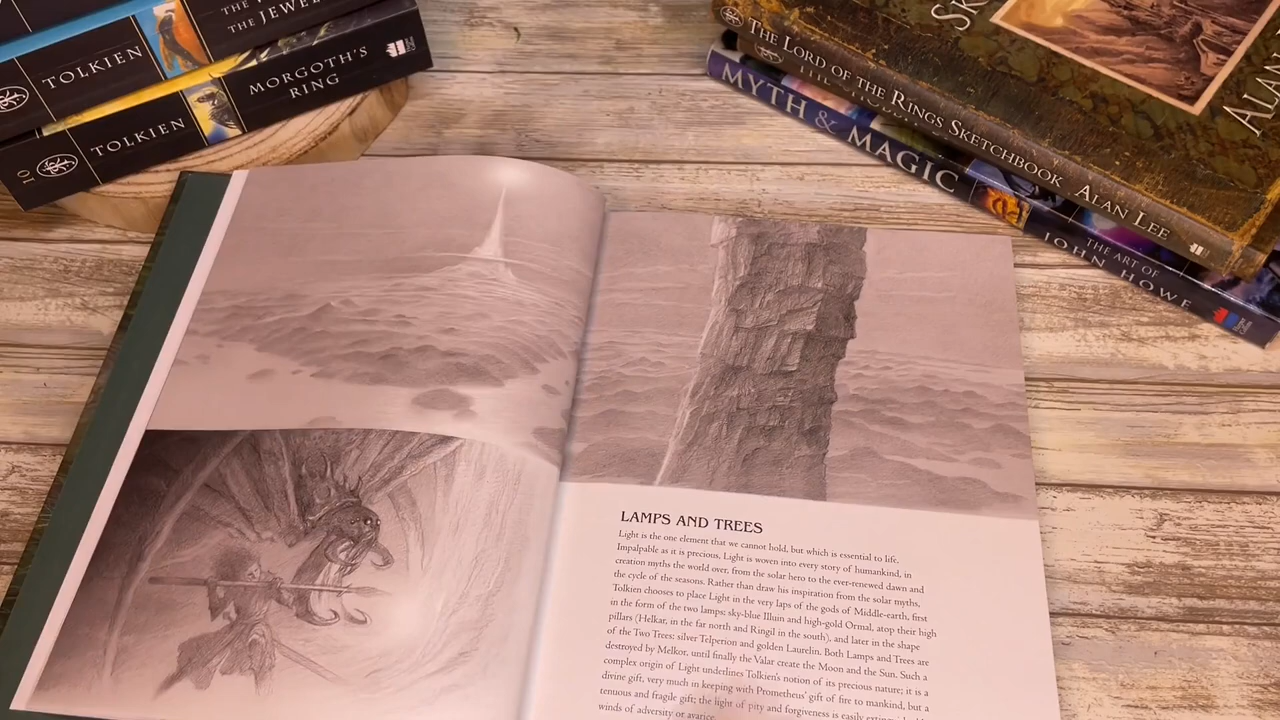 THE
THE JEWEL
TOLKIEN
MORGOTH'S
RING
TOLKIEN
10
SK
ALAN
THE LORD OF THE RINGS SKETCHBOOK ALAN LEE
MYTH & MAGIC
THE ART OF
JOHN HOWE
LAMPS AND TREES
Light is the one element that we cannot hold, but which is essential to life.
Impalpable as it is precious, Light is woven into every story of humankind, in
creation myths the world over, from the solar hero to the ever-renewed dawn and
the cycle of the seasons. Rather than draw his inspiration from the solar myths,
Tolkien chooses to place Light in the very laps of the gods of Middle-earth, first
in the form of the two lamps; sky-blue Illuin and high-gold Ormal, atop their high
pillars (Helkar, in the far north and Ringil in the south), and later in the shape
of the Two Trees: silver Telperion and golden Laurelin. Both Lamps and Trees are
destroyed by Melkor, until finally the Valar create the Moon and the Sun. Such a
complex origin of Light underlines Tolkien's notion of its precious nature; it is a
divine gift, very much in keeping with Prometheus' gift of fire to mankind, but a
tenuous and fragile gift; the light of pity and forgiveness is easily
winds of adversity or avarice